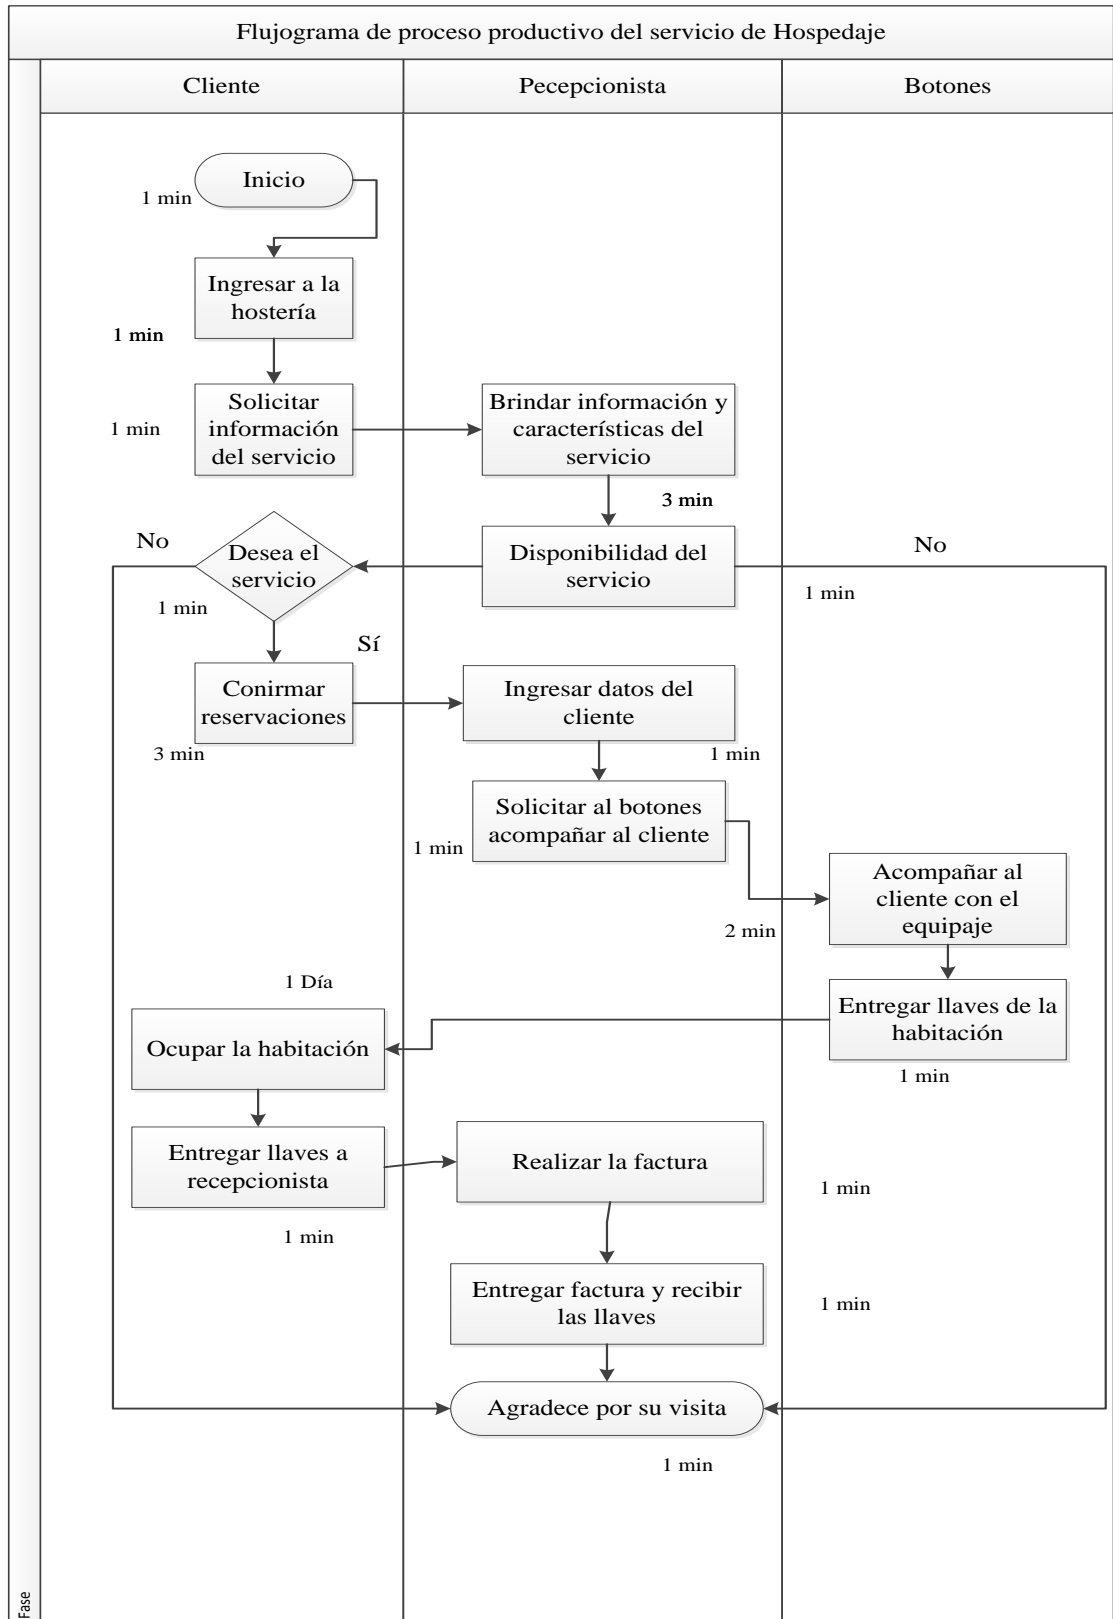 Flujograma de proceso productivo del servicio de Hospedaje
Cliente
Pecepcionista
Botones
Inicio
1 min
Ingresar a la
hostería
1 min
Solicitar
información
del servicio
1 min
Brindar información y
características del
servicio
3 min
No
Desea el
servicio
1 min
Disponibilidad del
servicio
No
1 min
Sí
Conirmar
reservaciones
3 min
Ingresar datos del
cliente
1 min
Solicitar al botones
acompañar al cliente
1 min
Acompañar al
cliente con el
equipaje
2 min
Entregar llaves de la
habitación
1 min
1 Día
Ocupar la habitación
Entregar llaves a
recepcionista
1 min
Realizar la factura
1 min
Entregar factura y recibir
las llaves
1 min
Agradece por su visita
1 min
Fase